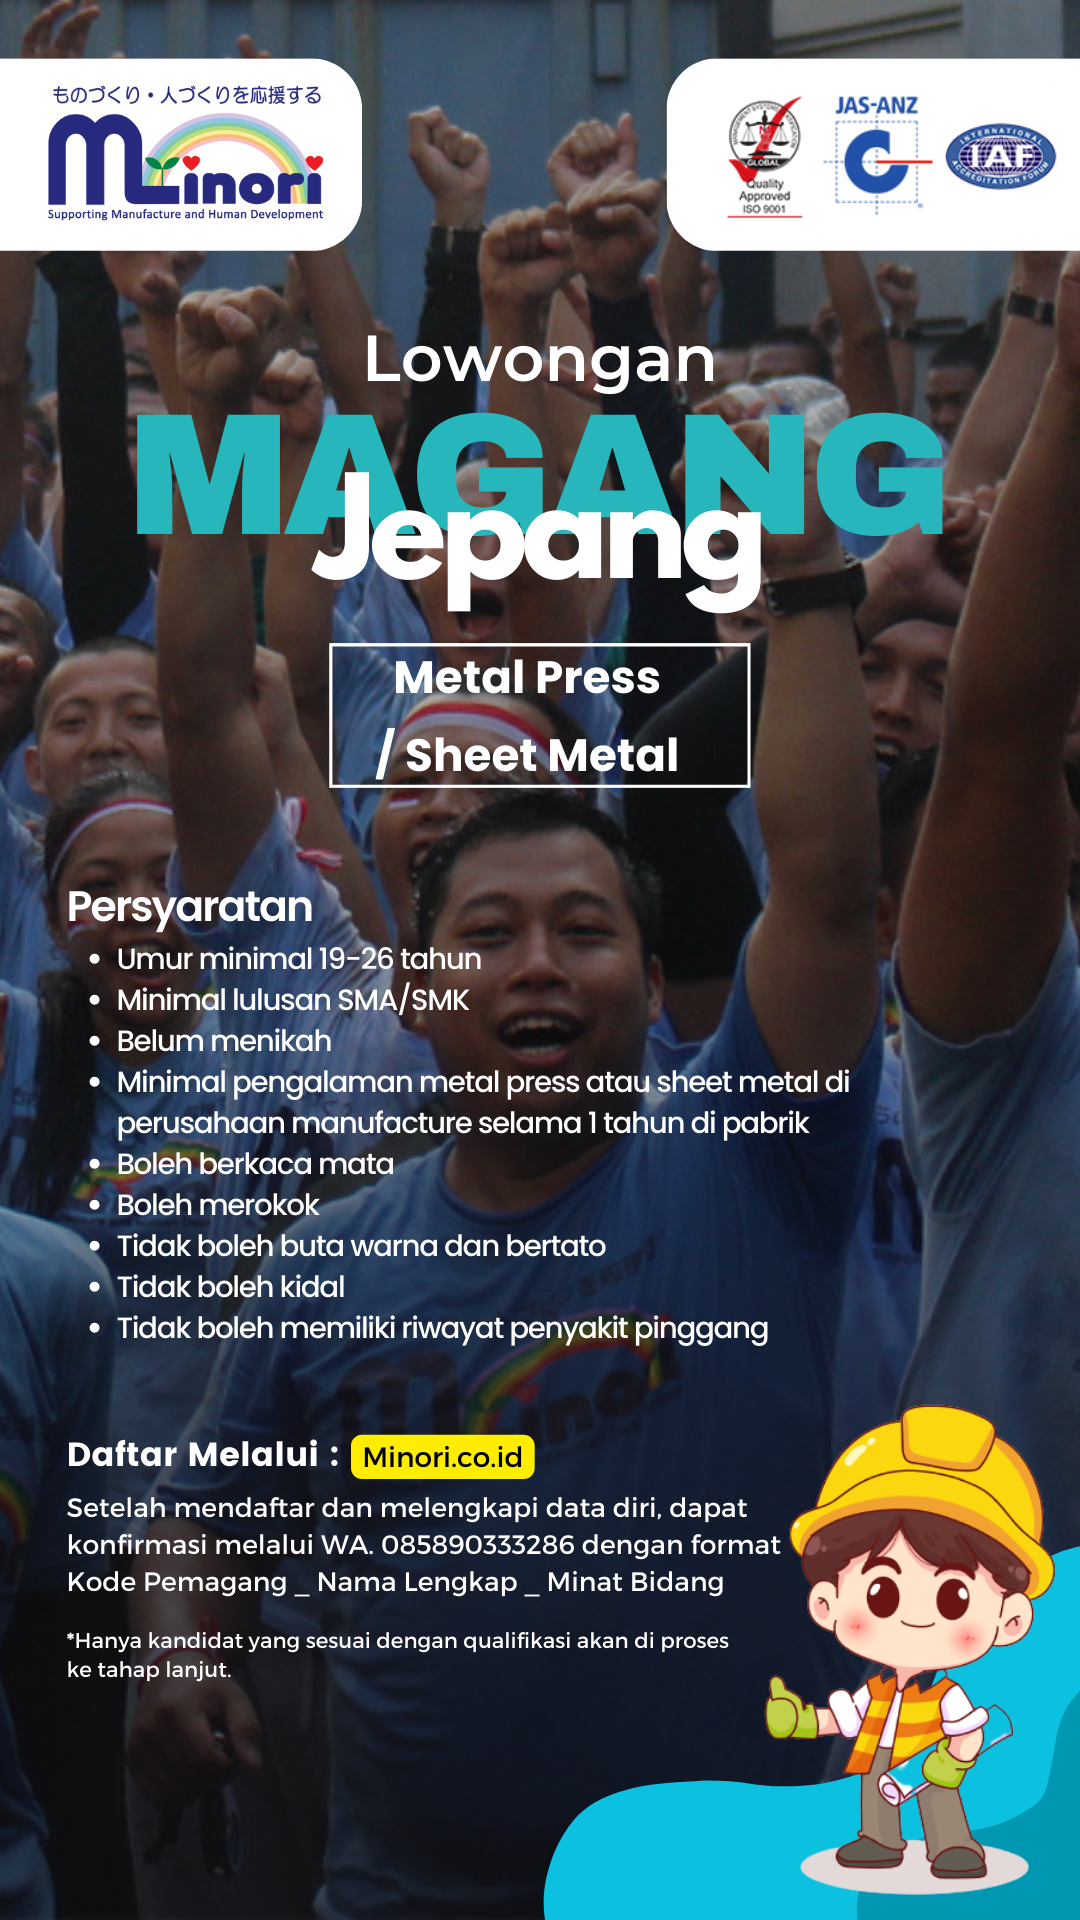 ものづくり・人づくりを応援する
Minori
Supporting Manufacture and Human Development
MANAGEMENT SYSTEMS CERTIFICATION
GLOBAL
Quality
Approved
ISO 9001
JAS-ANZ
C
INTERNATIONAL
IAF
ACCREDITATION FORUM
Lowongan
MAGANG
Jepang
Metal Press
/ Sheet Metal
Persyaratan
• Umur minimal 19-26 tahun
• Minimal lulusan SMA/SMK
• Belum menikah
• Minimal pengalaman metal press atau sheet metal di
perusahaan manufacture selama 1 tahun di pabrik
• Boleh berkaca mata
• Boleh merokok
• Tidak boleh buta warna dan bertato
• Tidak boleh kidal
• Tidak boleh memiliki riwayat penyakit pinggang
Daftar Melalui : Minori.co.id
Setelah mendaftar dan melengkapi data diri, dapat
konfirmasi melalui WA. 085890333286 dengan format
Kode Pemagang _ Nama Lengkap _ Minat Bidang
*Hanya kandidat yang sesuai dengan qualifikasi akan di proses
ke tahap lanjut.